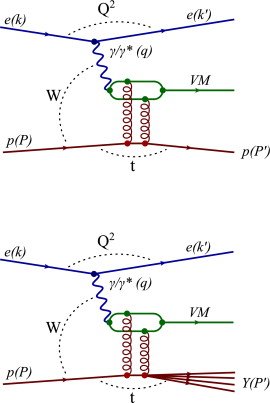 Q²
e(k) e(k')
γ/γ* (q)
W VM
p(P) p(P')
t
Q²
e(k) e(k')
γ/γ* (q)
W VM
p(P) Y(P')
t